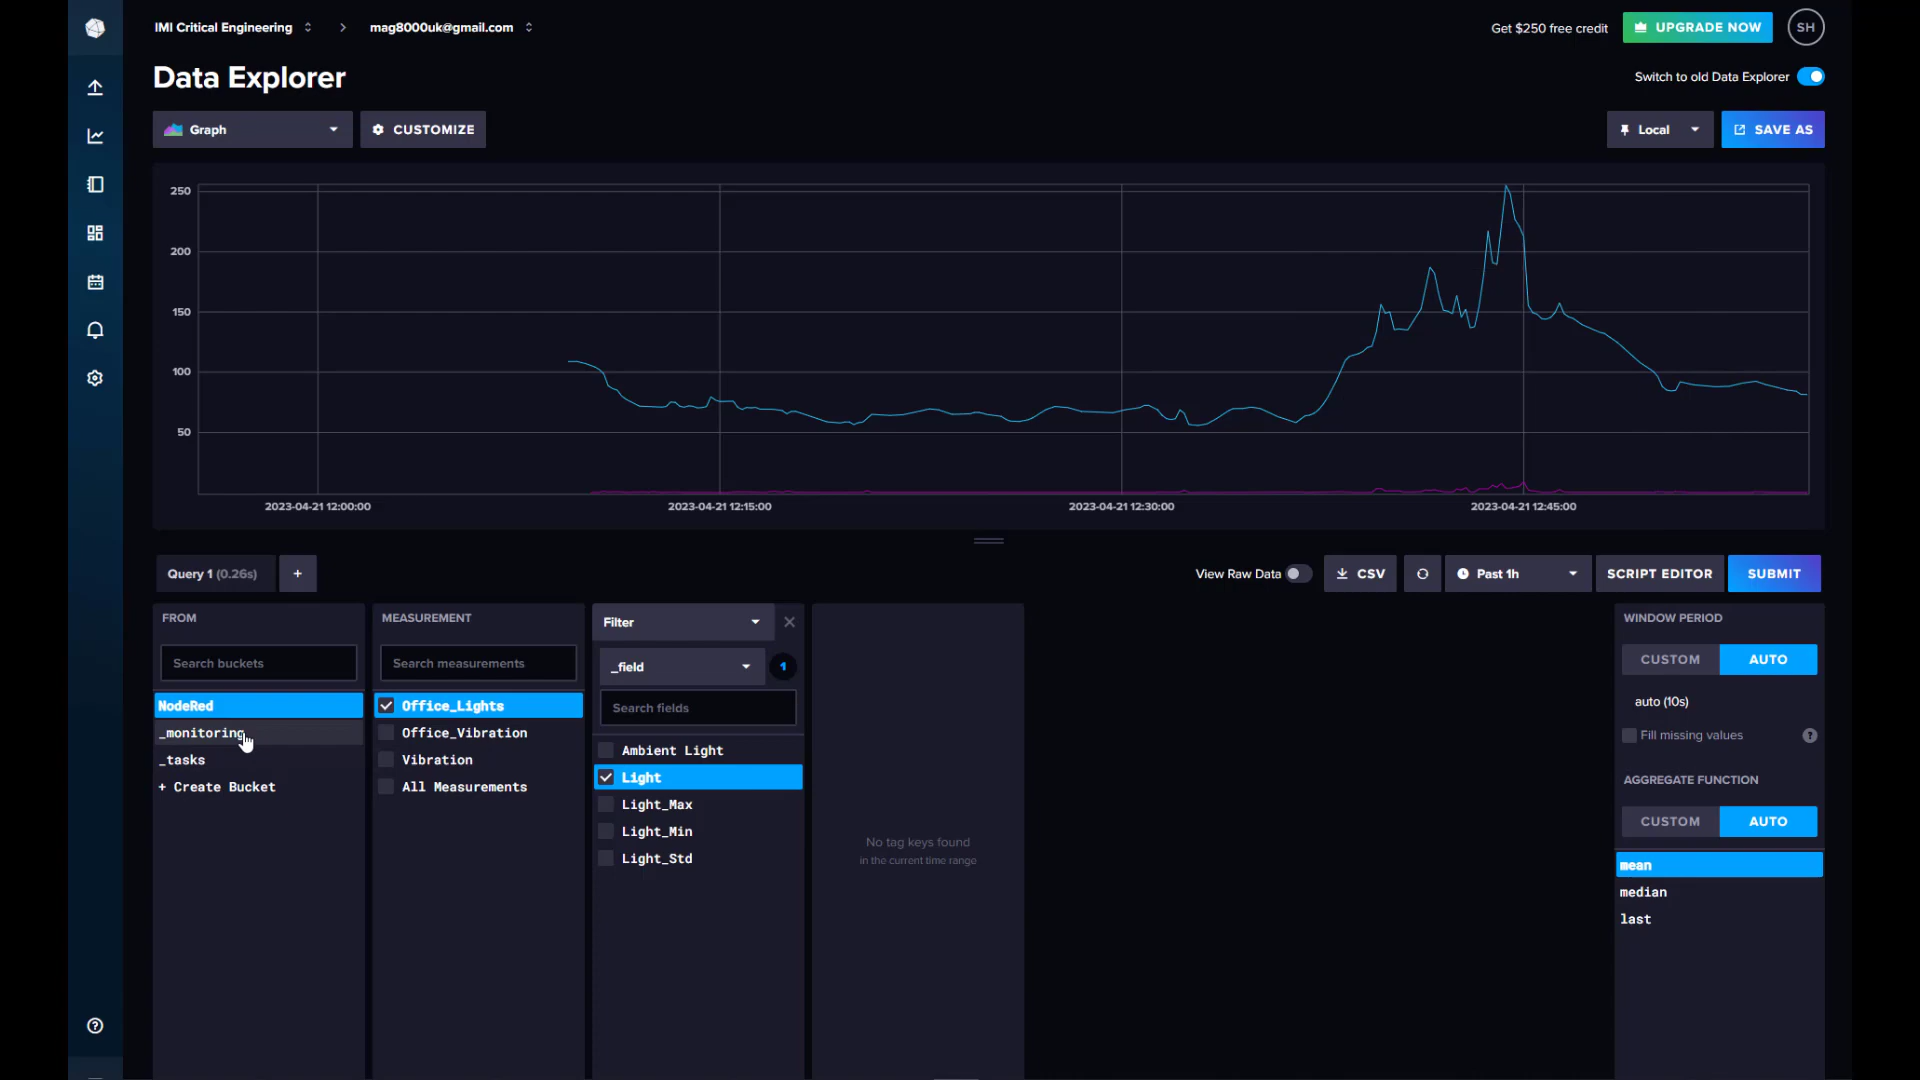 IMI Critical Engineering
mag8000uk@gmail.com
Get $250 free credit
UPGRADE NOW
SH
Data Explorer
Switch to old Data Explorer
Graph
CUSTOMIZE
Local
SAVE AS
250
200
150
100
50
2023-04-21 12:00:00
2023-04-21 12:15:00
2023-04-21 12:30:00
2023-04-21 12:45:00
Query 1 (0.26s)
+
View Raw Data
CSV
Past 1h
SCRIPT EDITOR
SUBMIT
FROM
Search buckets
NodeRed
_monitoring
_tasks
+ Create Bucket
MEASUREMENT
Search measurements
Office_Lights
Office_Vibration
Vibration
All Measurements
Filter
_field
1
Search fields
Ambient Light
Light
Light_Max
Light_Min
Light_Std
No tag keys found
in the current time range
WINDOW PERIOD
CUSTOM
AUTO
auto (10s)
Fill missing values
?
AGGREGATE FUNCTION
CUSTOM
AUTO
mean
median
last
?